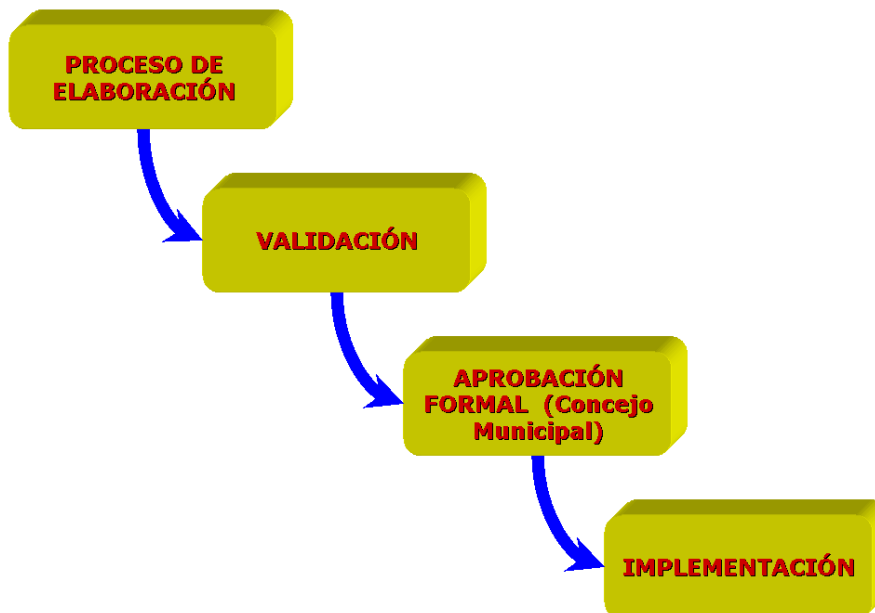 PROCESO DE
ELABORACIÓN
VALIDACIÓN
APROBACIÓN
FORMAL (Concejo
Municipal)
IMPLEMENTACIÓN